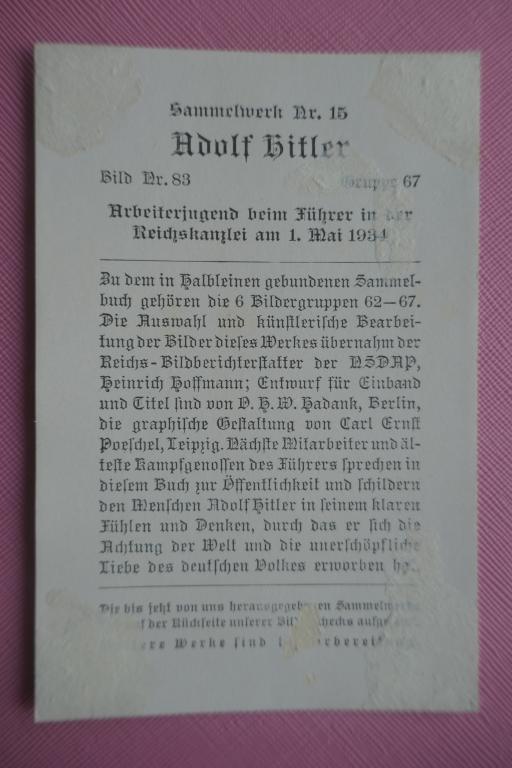 Sammelwerk Nr. 15
Adolf Hitler
Bild Nr. 83 Gruppe 67
Arbeiterjugend beim Führer in der
Reichskanzlei am 1. Mai 1934
Zu dem in Halbleinen gebundenen Sammel-
buch gehören die 6 Bildergruppen 62—67.
Die Auswahl und künstlerische Bearbei-
tung der Bilder dieses Werkes übernahm der
Reichs-Bildberichterstatter der NSDAP,
Heinrich Hoffmann; Entwurf für Einband
und Titel sind von O. H. W. Hadank, Berlin,
die graphische Gestaltung von Carl Ernst
Poeschel, Leipzig. Nächste Mitarbeiter und äl-
teste Kampfgenossen des Führers sprechen in
diesem Buch zur Öffentlichkeit und schildern
den Menschen Adolf Hitler in seinem klaren
Fühlen und Denken, durch das er sich die
Achtung der Welt und die unerschöpfliche
Liebe des deutschen Volkes erworben
Die bis jetzt von uns herausgegebenen
der Rückseite unserer
Werke sind